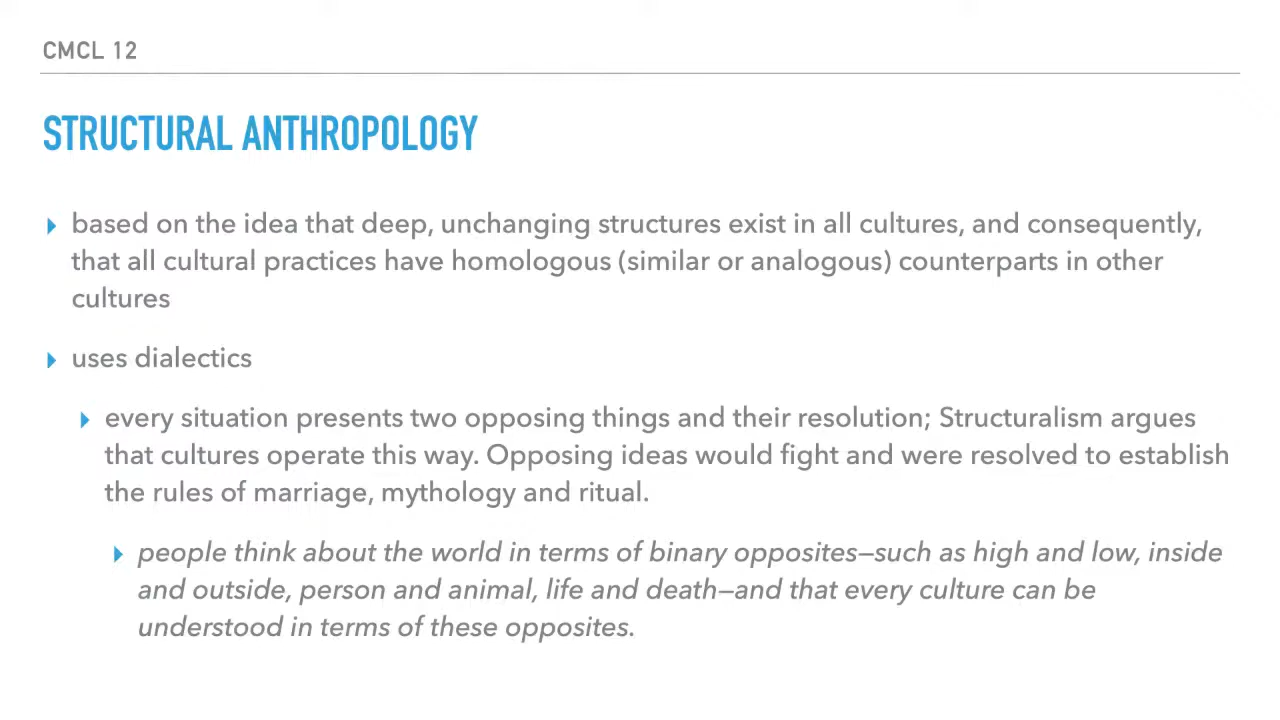 CMCL 12
STRUCTURAL ANTHROPOLOGY
based on the idea that deep, unchanging structures exist in all cultures, and consequently,
that all cultural practices have homologous (similar or analogous) counterparts in other
cultures
uses dialectics
every situation presents two opposing things and their resolution; Structuralism argues
that cultures operate this way. Opposing ideas would fight and were resolved to establish
the rules of marriage, mythology and ritual.
people think about the world in terms of binary opposites—such as high and low, inside
and outside, person and animal, life and death—and that every culture can be
understood in terms of these opposites.